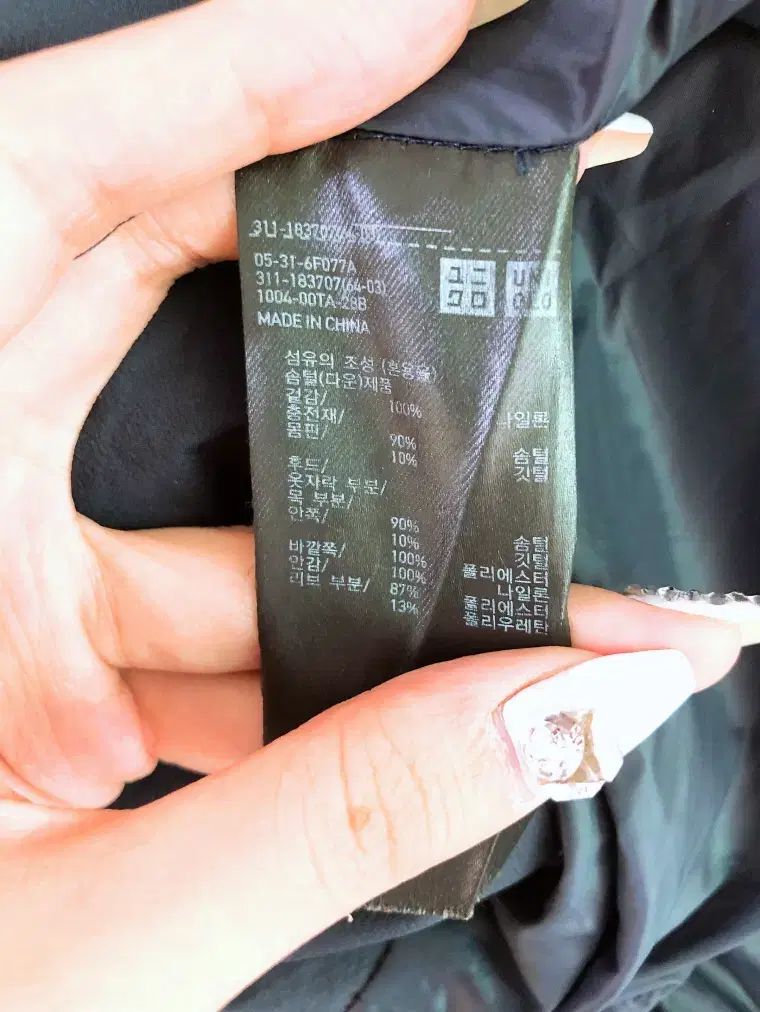 311-183707(64-03)
05-31-6F077A
311-183707(64-03)
1004-00TA-28B
ユニ
クロ
UNI
QLO
MADE IN CHINA
섬유의 조성 (혼용율)
솜털(다운)제품
겉감/ 100% 나일론
충전재/
몸판/ 90% 솜털
10% 깃털
후드/
옷자락 부분/
목 부분/
안쪽/ 90% 솜털
10% 깃털
바깥쪽/ 100% 폴리에스터
안감/ 100% 나일론
리브 부분/ 87% 폴리에스터
13% 폴리우레탄